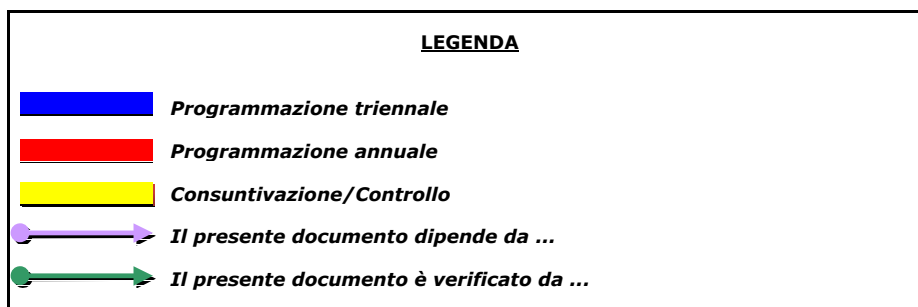 LEGENDA
Programmazione triennale
Programmazione annuale
Consuntivazione/Controllo
Il presente documento dipende da ...
Il presente documento è verificato da ...